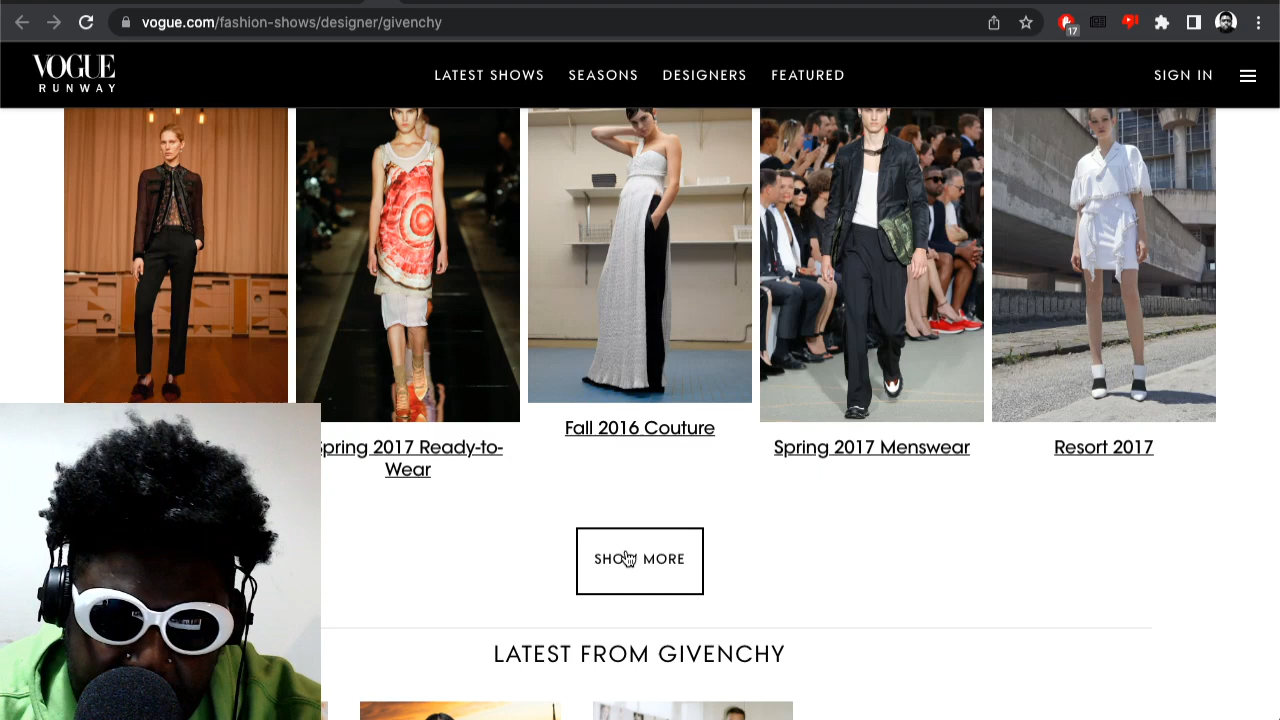 vogue.com/fashion-shows/designer/givenchy
17
VOGUE
RUNWAY
LATEST SHOWS SEASONS DESIGNERS FEATURED
SIGN IN
Spring 2017 Ready-to-
Wear
Fall 2016 Couture
Spring 2017 Menswear
Resort 2017
SHOW MORE
LATEST FROM GIVENCHY